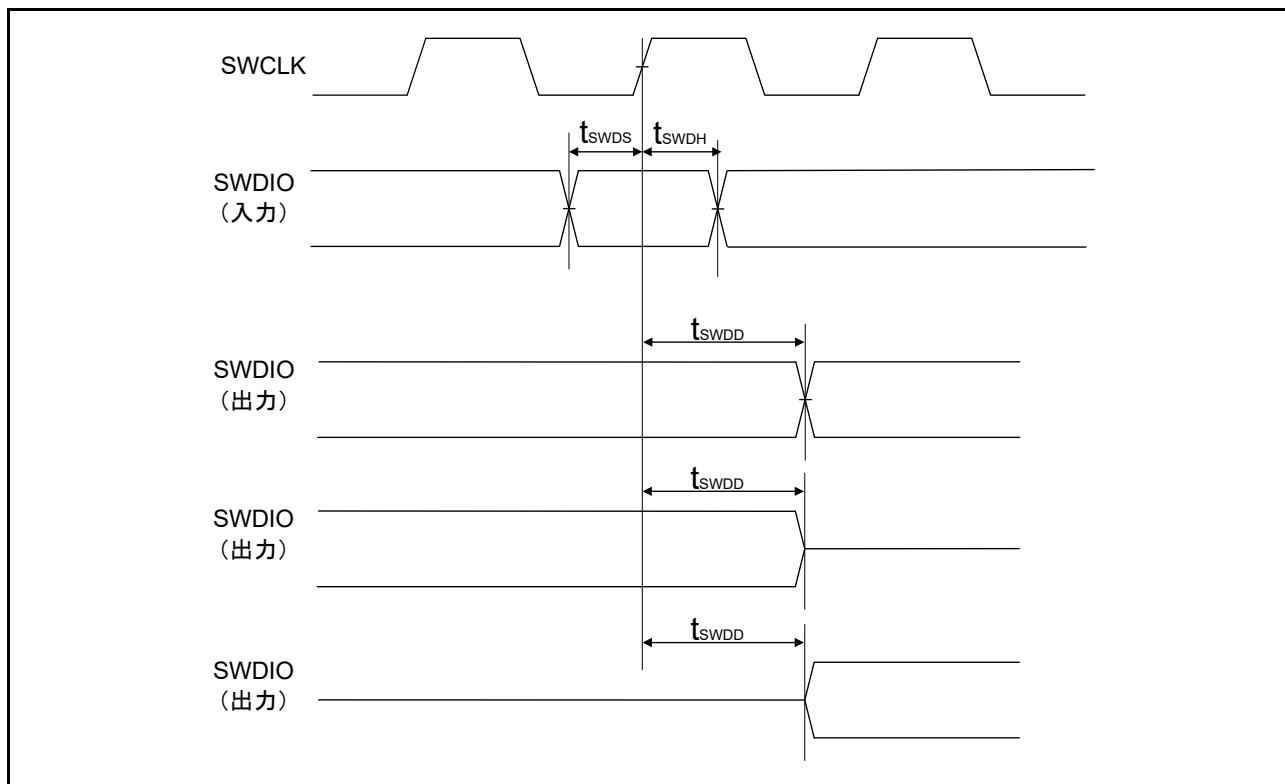 SWCLK
tSWDS
tSWDH
SWDIO
（入力）
tSWDD
SWDIO
（出力）
tSWDD
SWDIO
（出力）
tSWDD
SWDIO
（出力）